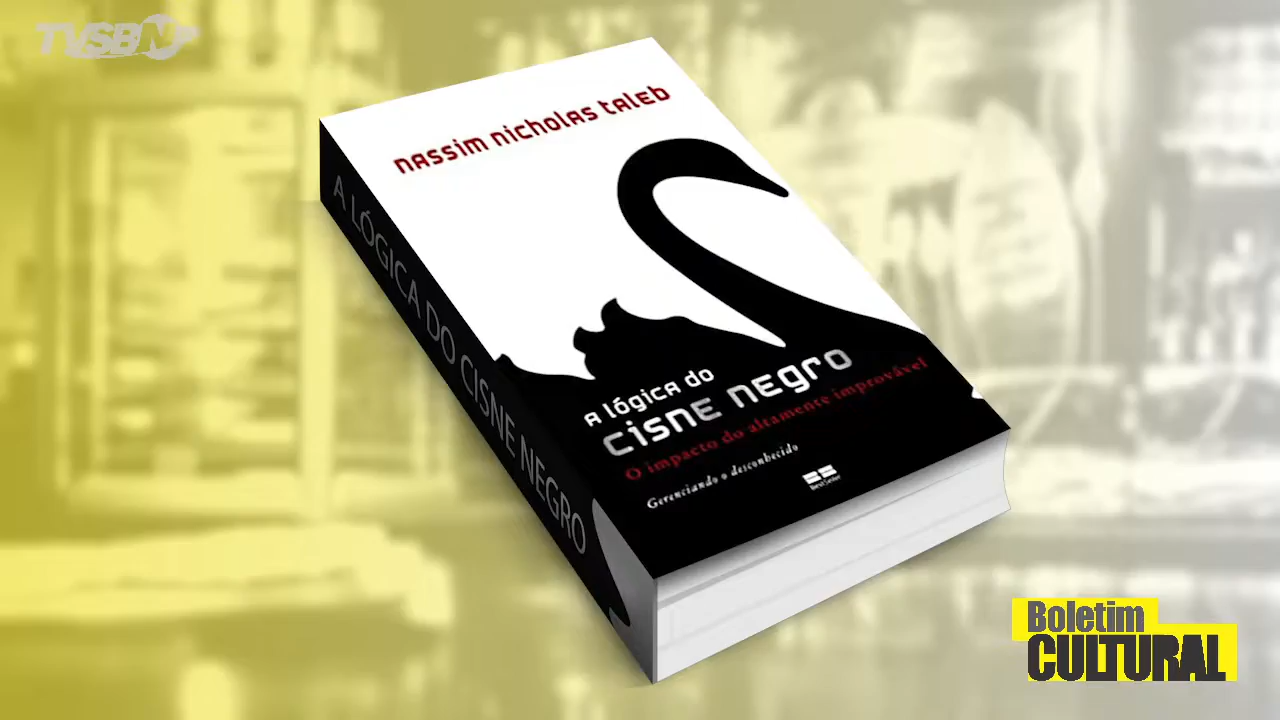 TVSBN
nassim nicholas taleb
a lógica do
cisne negro
O impacto do altamente improvável
Gerenciando o desconhecido
BestSeller
A LÓGICA DO CISNE NEGRO
Boletim
CULTURAL